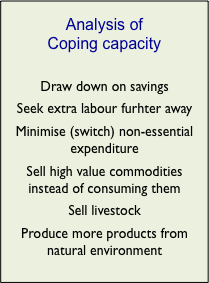 Analysis of
Coping capacity
Draw down on savings
Seek extra labour furhter away
Minimise (switch) non-essential
expenditure
Sell high value commodities
instead of consuming them
Sell livestock
Produce more products from
natural environment